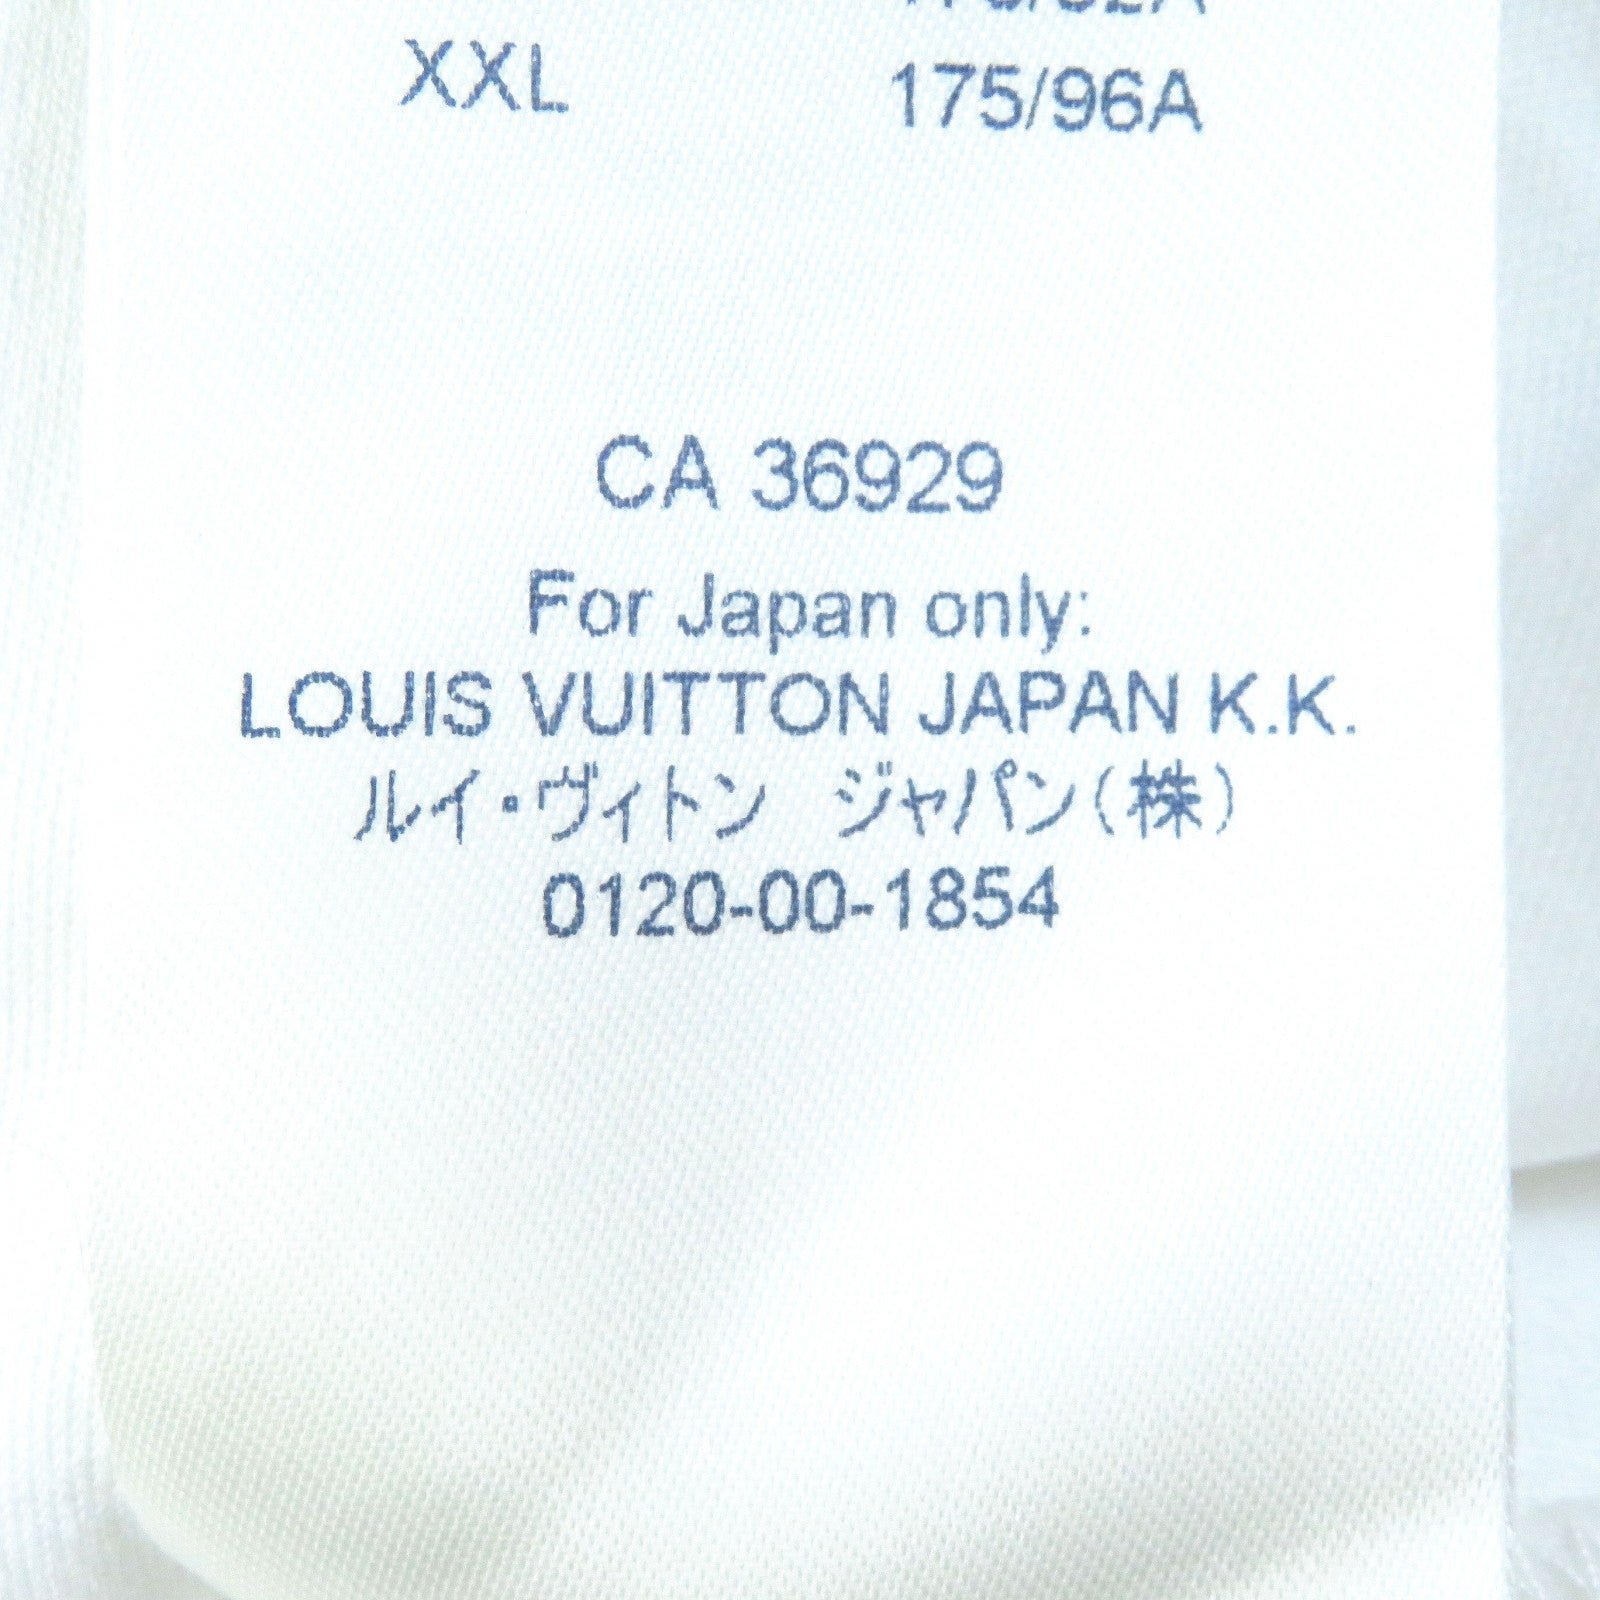 XXL 175/96A
CA 36929
For Japan only:
LOUIS VUITTON JAPAN K.K.
ルイ・ヴィトン ジャパン(株)
0120-00-1854